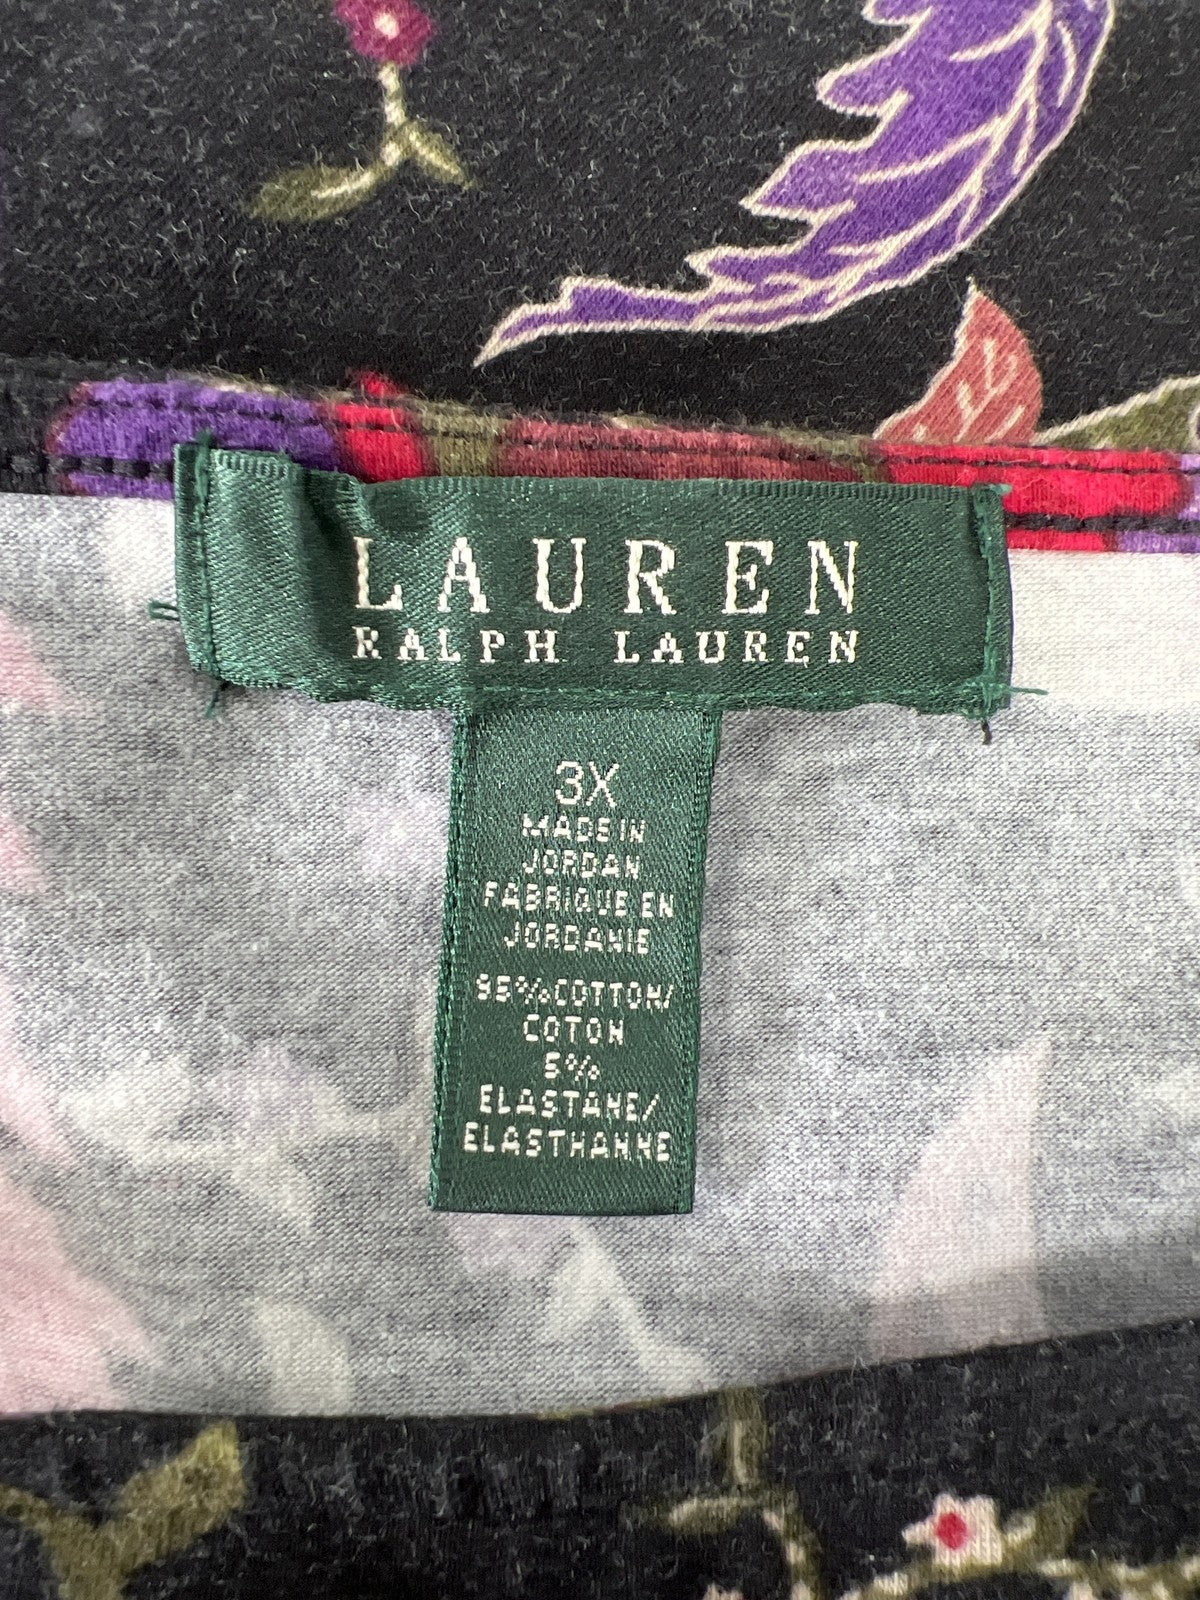 LAUREN
RALPH LAUREN
3X
MADE IN
JORDAN
FABRIQUE EN
JORDANIE
95% COTTON/
COTON
5%
ELASTANE/
ELASTHANNE